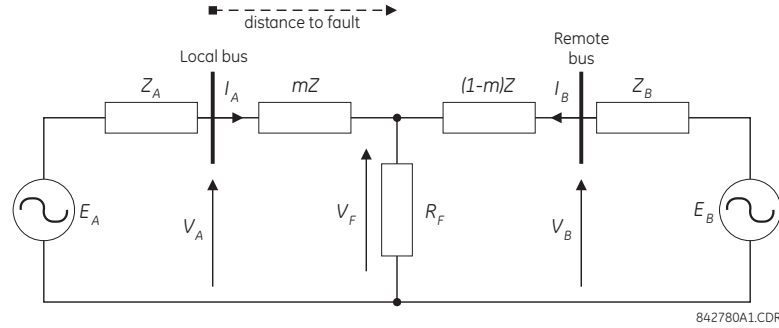 distance to fault
Local bus
Remote
bus
Z_A
I_A
mZ
(1-m)Z
I_B
Z_B
E_A
V_A
V_F
R_F
V_B
E_B
842780A1.CDR